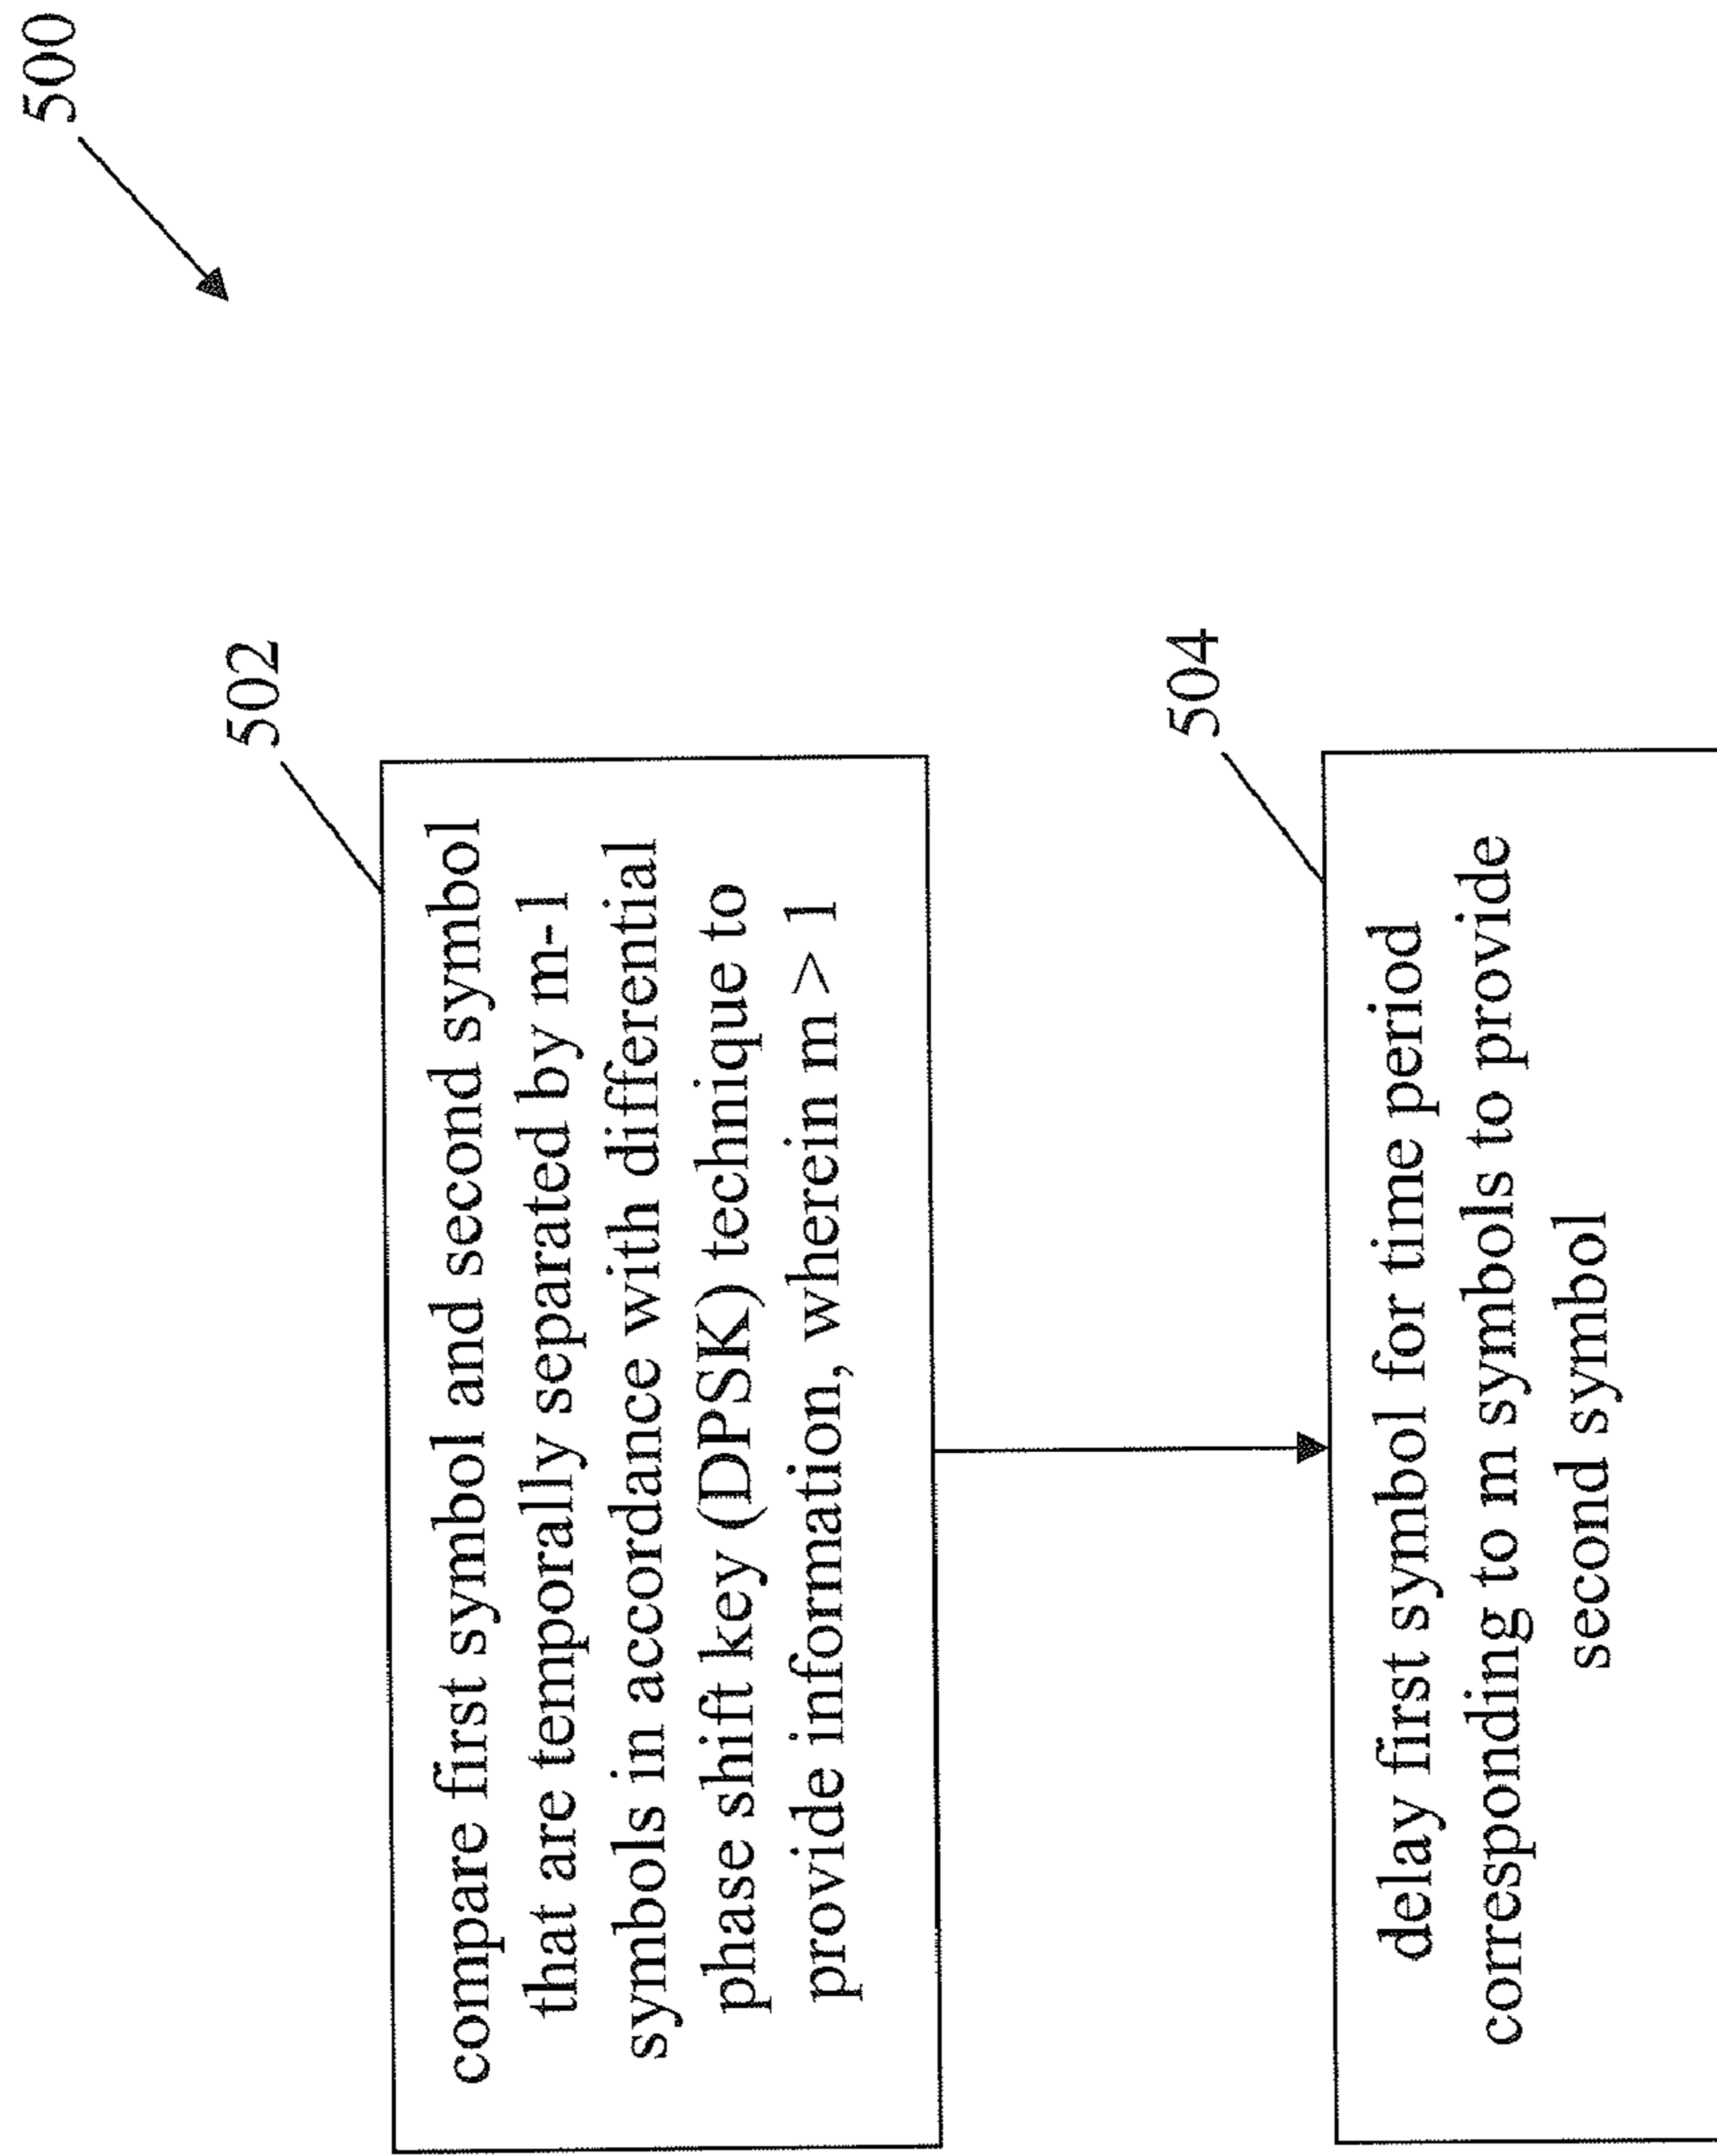 500
502
compare first symbol and second symbol
that are temporally separated by m-1
symbols in accordance with differential
phase shift key (DPSK) technique to
provide information, wherein m > 1
504
delay first symbol for time period
corresponding to m symbols to provide
second symbol